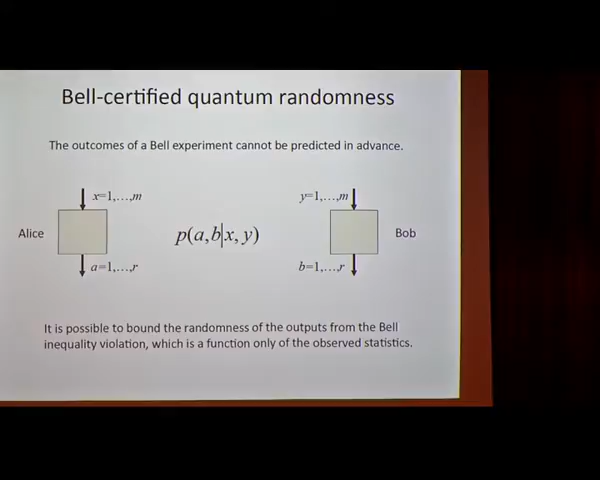 Bell-certified quantum randomness
The outcomes of a Bell experiment cannot be predicted in advance.
x=1,…,m
y=1,…,m
Alice
p(a,b|x,y)
Bob
a=1,…,r
b=1,…,r
It is possible to bound the randomness of the outputs from the Bell
inequality violation, which is a function only of the observed statistics.